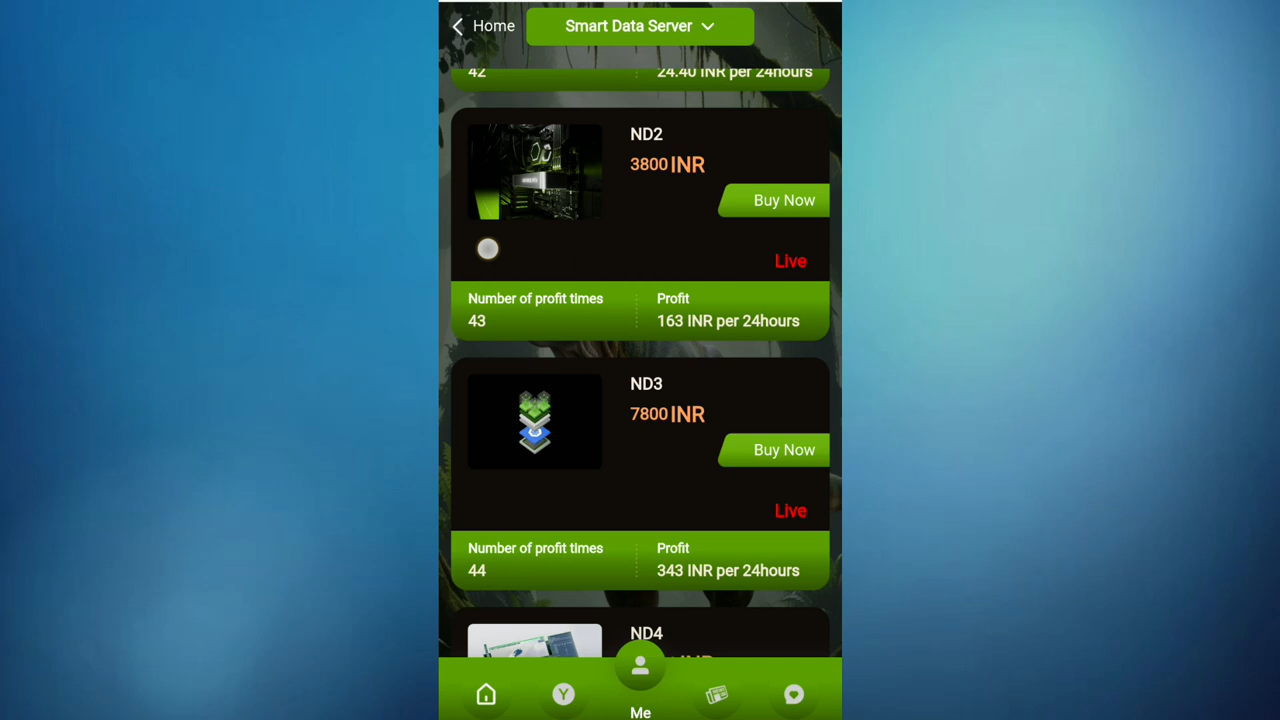 Home
Smart Data Server
42
24.40 INR per 24hours
ND2
3800 INR
Buy Now
Live
Number of profit times
Profit
43
163 INR per 24hours
ND3
7800 INR
Buy Now
Live
Number of profit times
Profit
44
343 INR per 24hours
ND4
Me